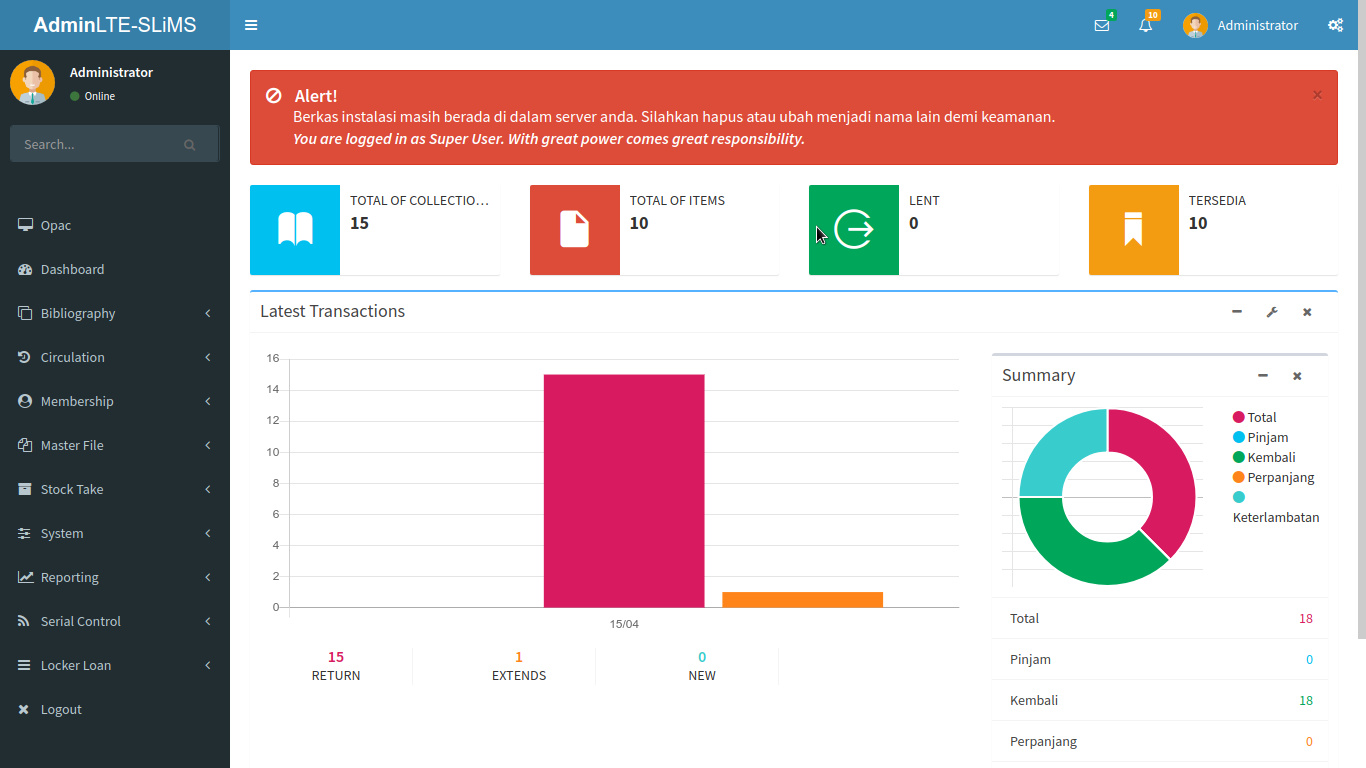 AdminLTE-SLiMS
4
10
Administrator
Administrator
Online
Search...
Opac
Dashboard
Bibliography
Circulation
Membership
Master File
Stock Take
System
Reporting
Serial Control
Locker Loan
Logout
Alert!
×
Berkas instalasi masih berada di dalam server anda. Silahkan hapus atau ubah menjadi nama lain demi keamanan.
You are logged in as Super User. With great power comes great responsibility.
TOTAL OF COLLECTIO...
15
TOTAL OF ITEMS
10
LENT
0
TERSEDIA
10
Latest Transactions
16
14
12
10
8
6
4
2
0
15/04
15
RETURN
1
EXTENDS
0
NEW
Summary
Total
Pinjam
Kembali
Perpanjang
Keterlambatan
Total 18
Pinjam 0
Kembali 18
Perpanjang 0